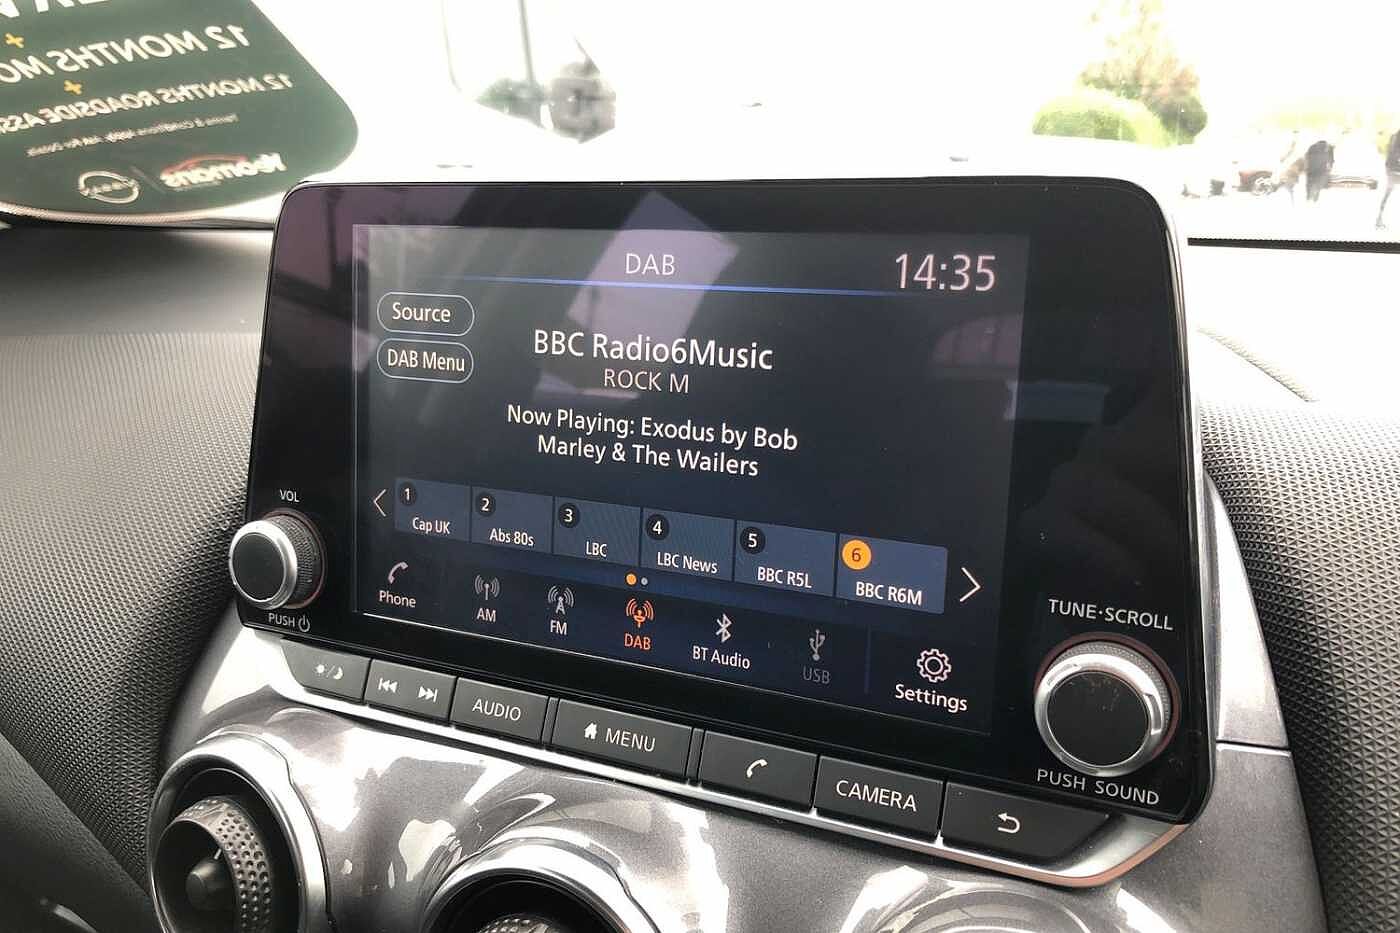 12 MONTHS MO
+
12 MONTHS ROADSIDE ASS
NISSAN
Yeomans
DAB
14:35
Source
DAB Menu
BBC Radio6Music
ROCK M
Now Playing: Exodus by Bob
Marley & The Wailers
1 Cap UK
2 Abs 80s
3 LBC
4 LBC News
5 BBC R5L
6 BBC R6M
Phone
AM
FM
DAB
BT Audio
USB
Settings
VOL
PUSH
TUNE·SCROLL
PUSH SOUND
AUDIO
MENU
CAMERA